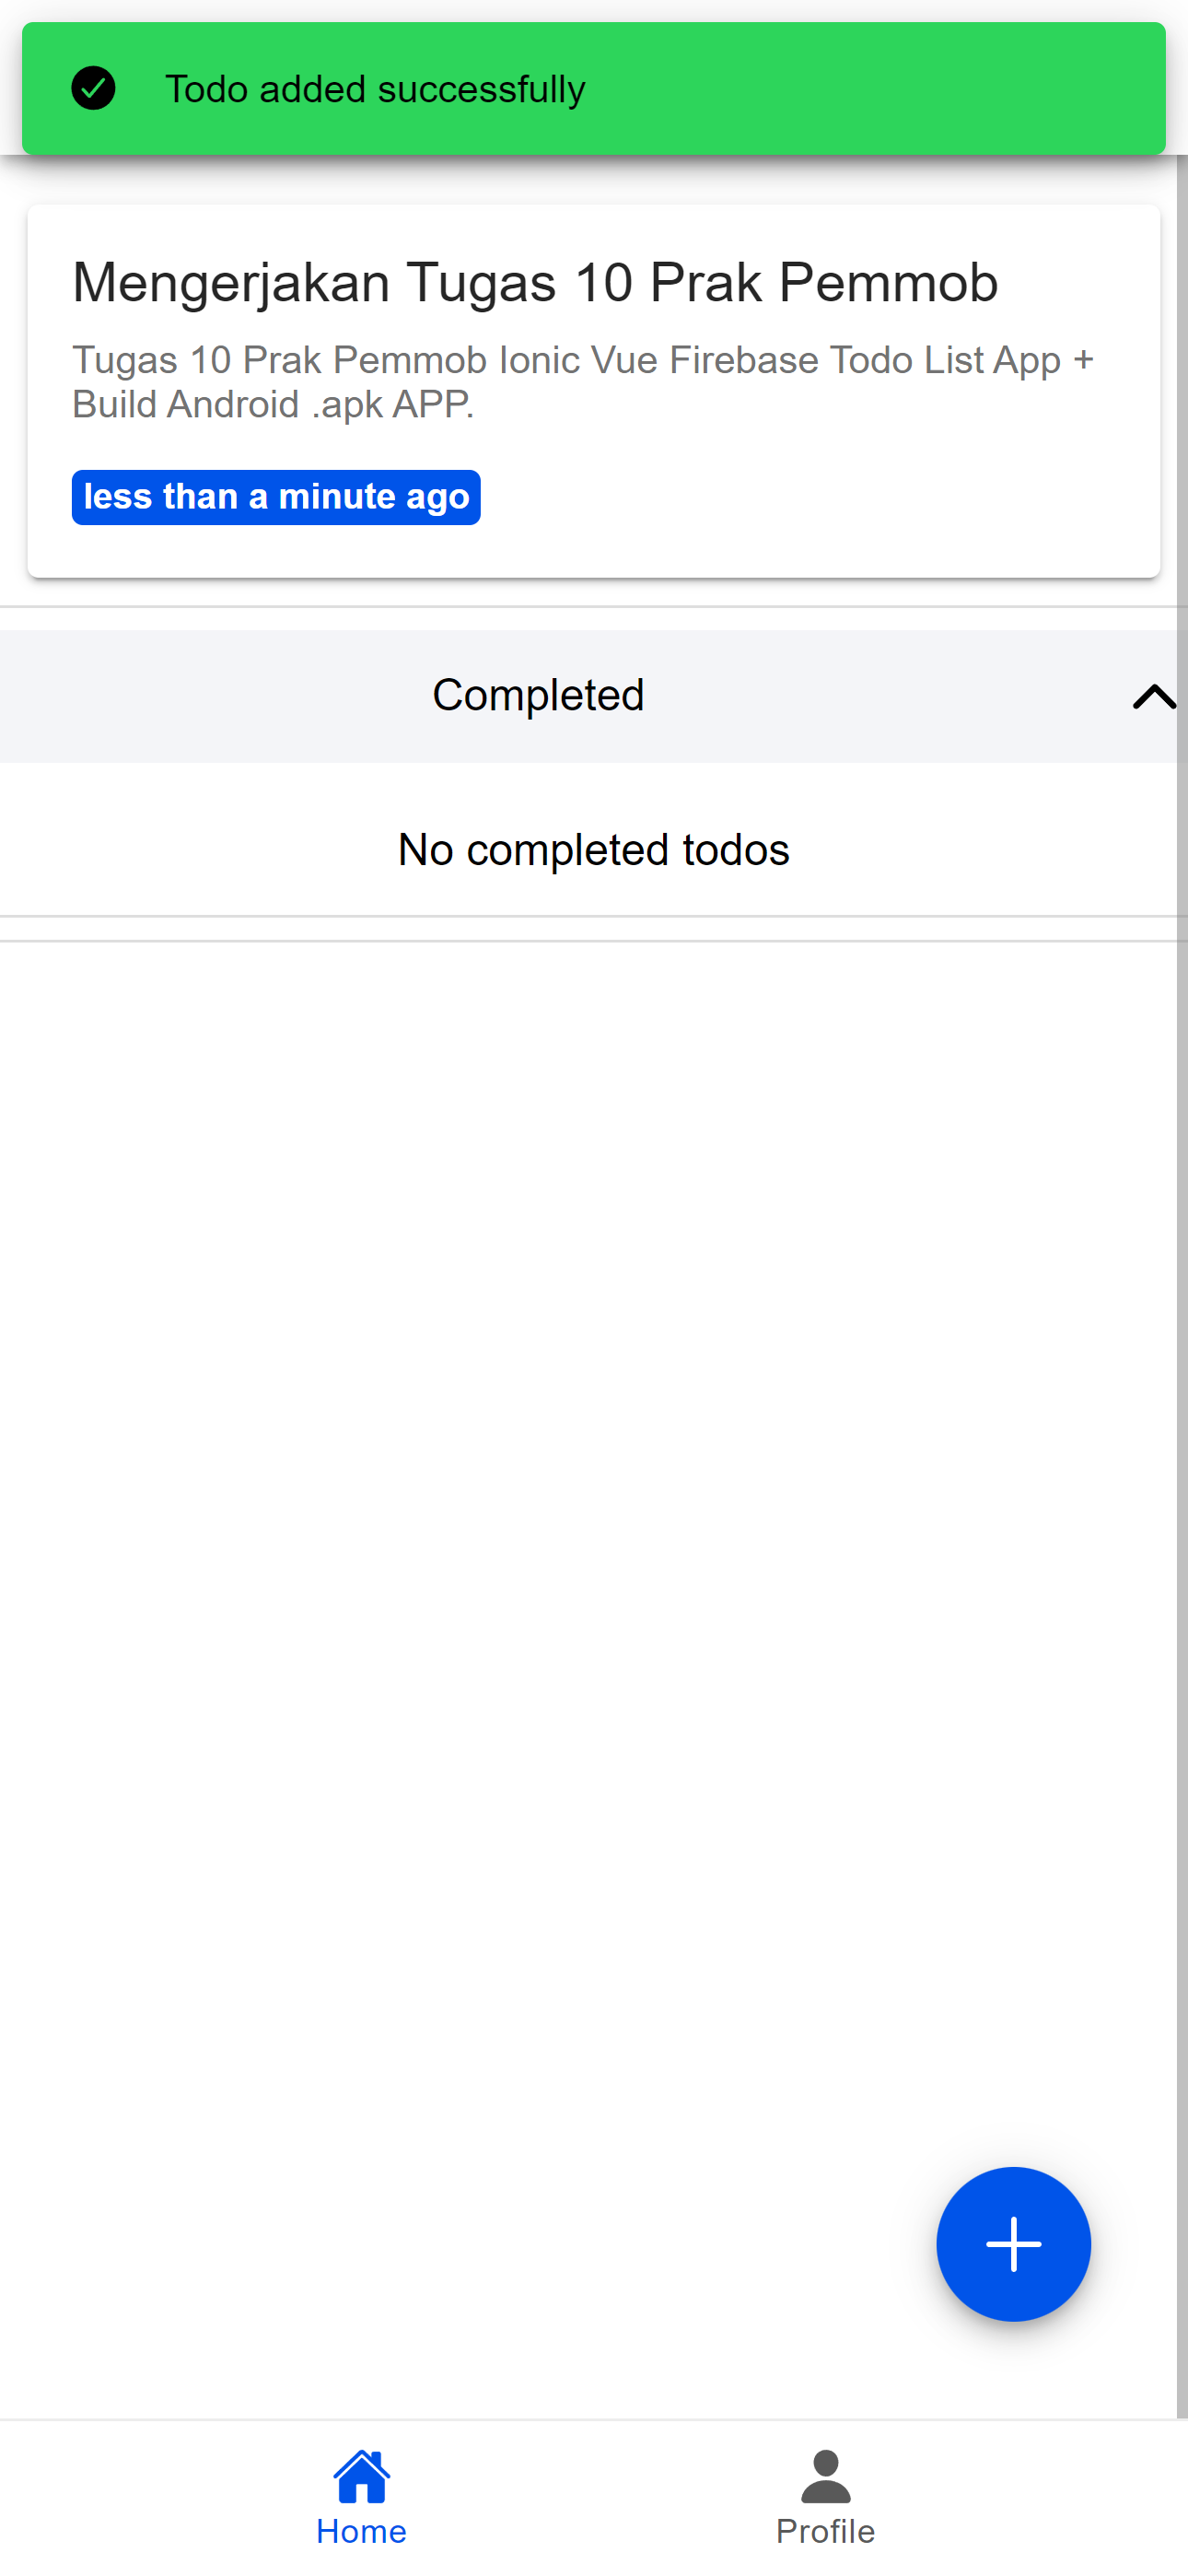 Todo added successfully
Mengerjakan Tugas 10 Prak Pemmob
Tugas 10 Prak Pemmob Ionic Vue Firebase Todo List App +
Build Android .apk APP.
less than a minute ago
Completed
No completed todos
Home
Profile